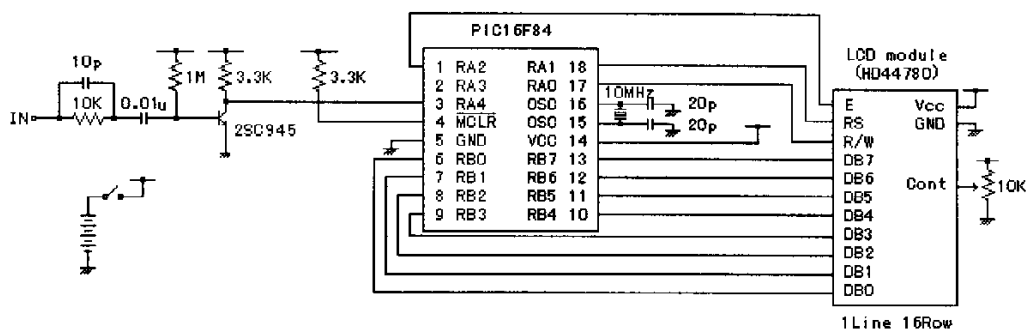 PIC16F84
LCD module
(HD44780)
10p
10K
0.01u
1M
3.3K
3.3K
IN
2SC945
1 RA2 RA1 18
2 RA3 RA0 17
3 RA4 OSO 16
4 MCLR OSO 15
5 GND VCC 14
6 RB0 RB7 13
7 RB1 RB6 12
8 RB2 RB5 11
9 RB3 RB4 10
10MHz
20p
20p
E Vcc
RS GND
R/W
DB7
DB6 Cont
DB5
DB4
DB3
DB2
DB1
DB0
10K
1Line 16Row